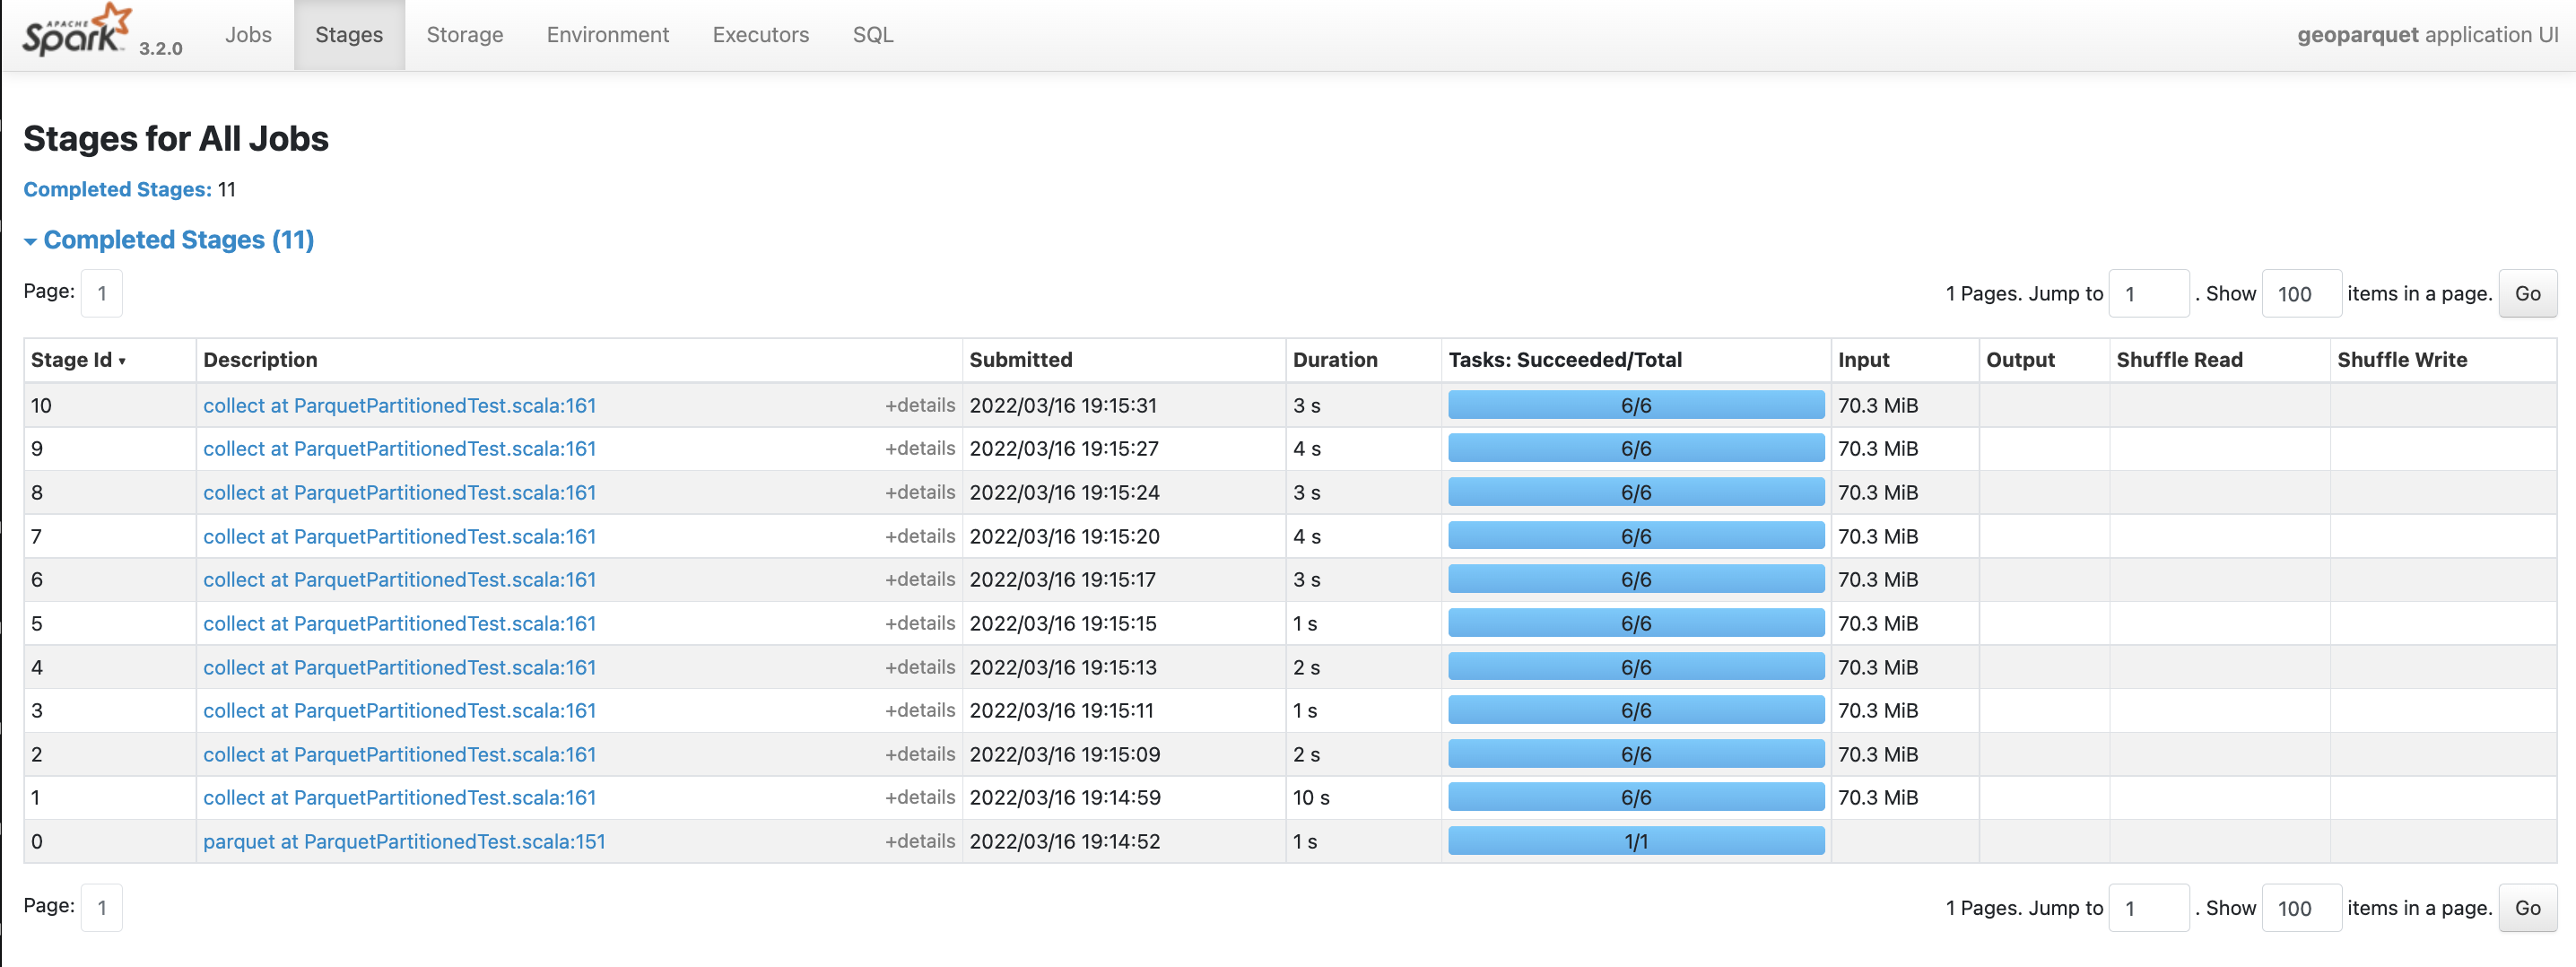 APACHE Spark 3.2.0 Jobs Stages Storage Environment Executors SQL geoparquet application UI
Stages for All Jobs
Completed Stages: 11
Completed Stages (11)
Page: 1 1 Pages. Jump to 1 . Show 100 items in a page. Go
Stage Id ▾ Description Submitted Duration Tasks: Succeeded/Total Input Output Shuffle Read Shuffle Write
10 collect at ParquetPartitionedTest.scala:161 +details 2022/03/16 19:15:31 3 s 6/6 70.3 MiB
9 collect at ParquetPartitionedTest.scala:161 +details 2022/03/16 19:15:27 4 s 6/6 70.3 MiB
8 collect at ParquetPartitionedTest.scala:161 +details 2022/03/16 19:15:24 3 s 6/6 70.3 MiB
7 collect at ParquetPartitionedTest.scala:161 +details 2022/03/16 19:15:20 4 s 6/6 70.3 MiB
6 collect at ParquetPartitionedTest.scala:161 +details 2022/03/16 19:15:17 3 s 6/6 70.3 MiB
5 collect at ParquetPartitionedTest.scala:161 +details 2022/03/16 19:15:15 1 s 6/6 70.3 MiB
4 collect at ParquetPartitionedTest.scala:161 +details 2022/03/16 19:15:13 2 s 6/6 70.3 MiB
3 collect at ParquetPartitionedTest.scala:161 +details 2022/03/16 19:15:11 1 s 6/6 70.3 MiB
2 collect at ParquetPartitionedTest.scala:161 +details 2022/03/16 19:15:09 2 s 6/6 70.3 MiB
1 collect at ParquetPartitionedTest.scala:161 +details 2022/03/16 19:14:59 10 s 6/6 70.3 MiB
0 parquet at ParquetPartitionedTest.scala:151 +details 2022/03/16 19:14:52 1 s 1/1
Page: 1 1 Pages. Jump to 1 . Show 100 items in a page. Go